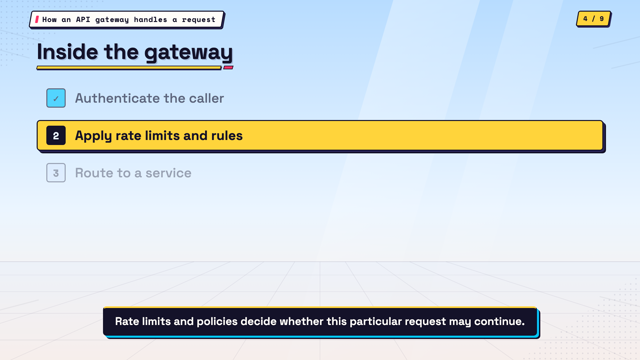 How an API gateway handles a request
4 / 9
Inside the gateway
✓ Authenticate the caller
2 Apply rate limits and rules
3 Route to a service
Rate limits and policies decide whether this particular request may continue.